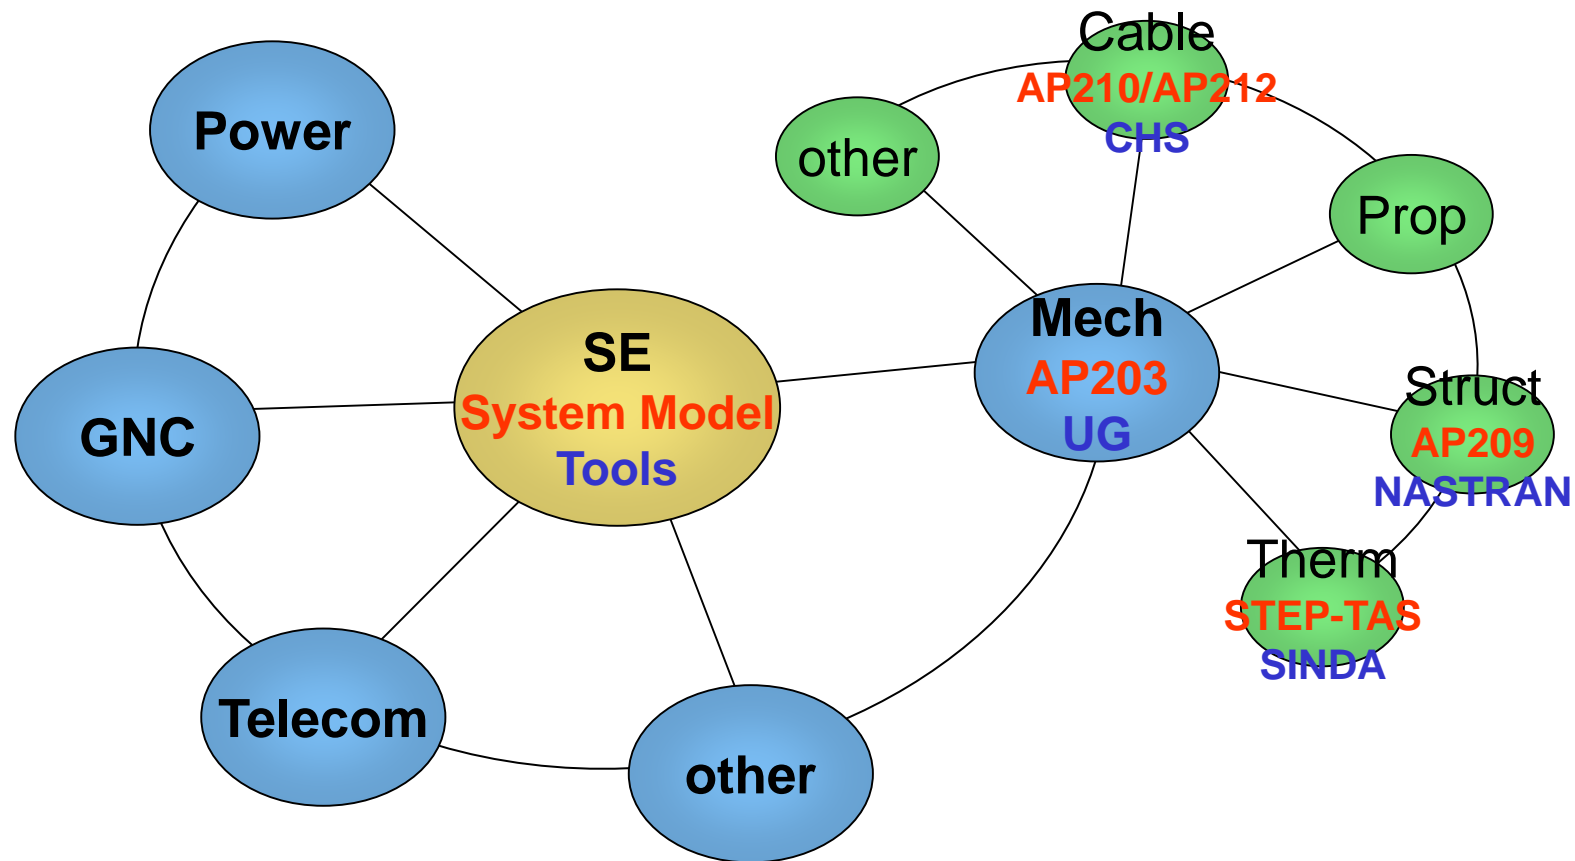 Cable
AP210/AP212
CHS
Power
other
Prop
Mech
AP203
UG
SE
System Model
Tools
GNC
Struct
AP209
NASTRAN
Therm
STEP-TAS
SINDA
Telecom
other